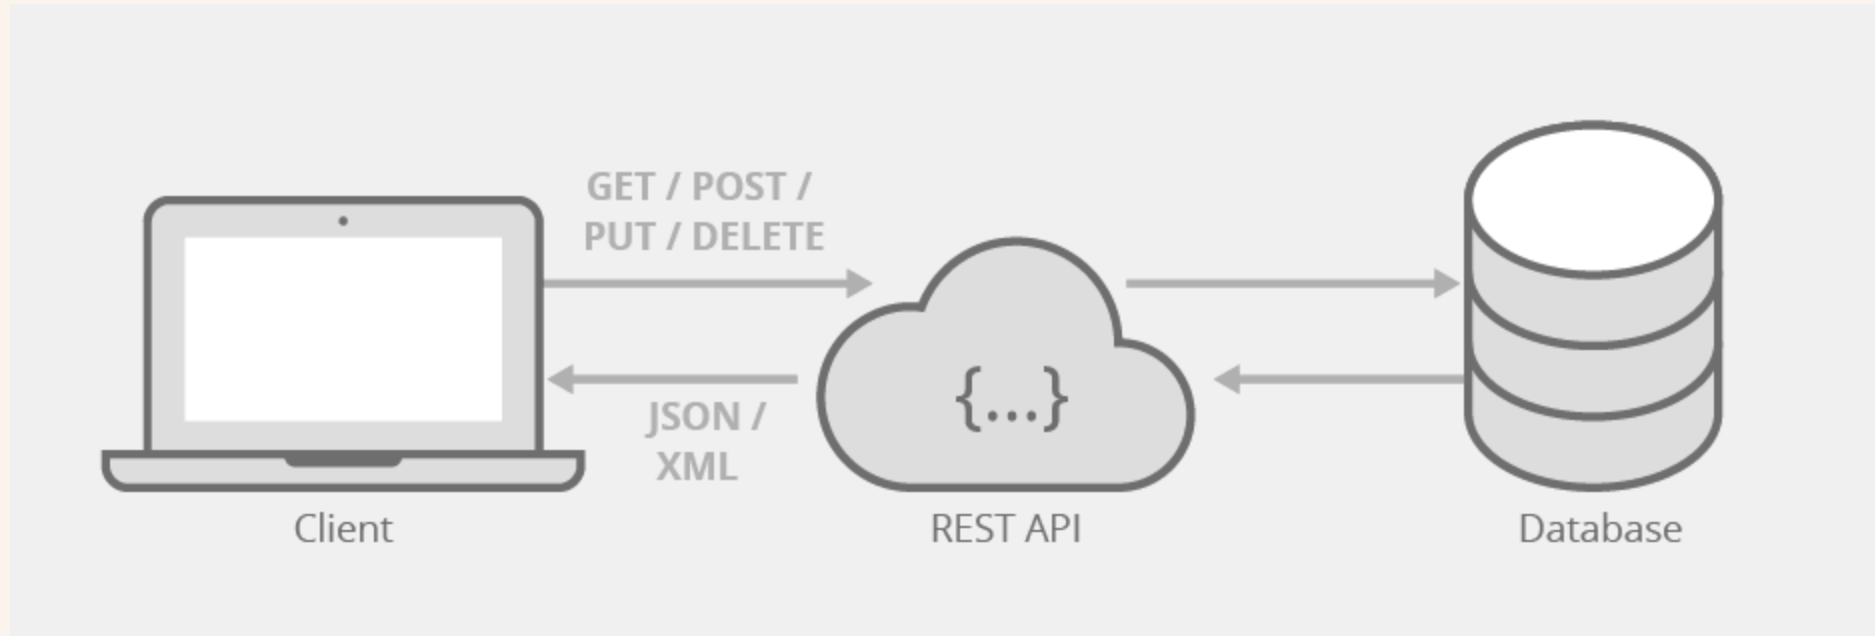 GET / POST /
PUT / DELETE
{...}
JSON /
XML
Client
REST API
Database